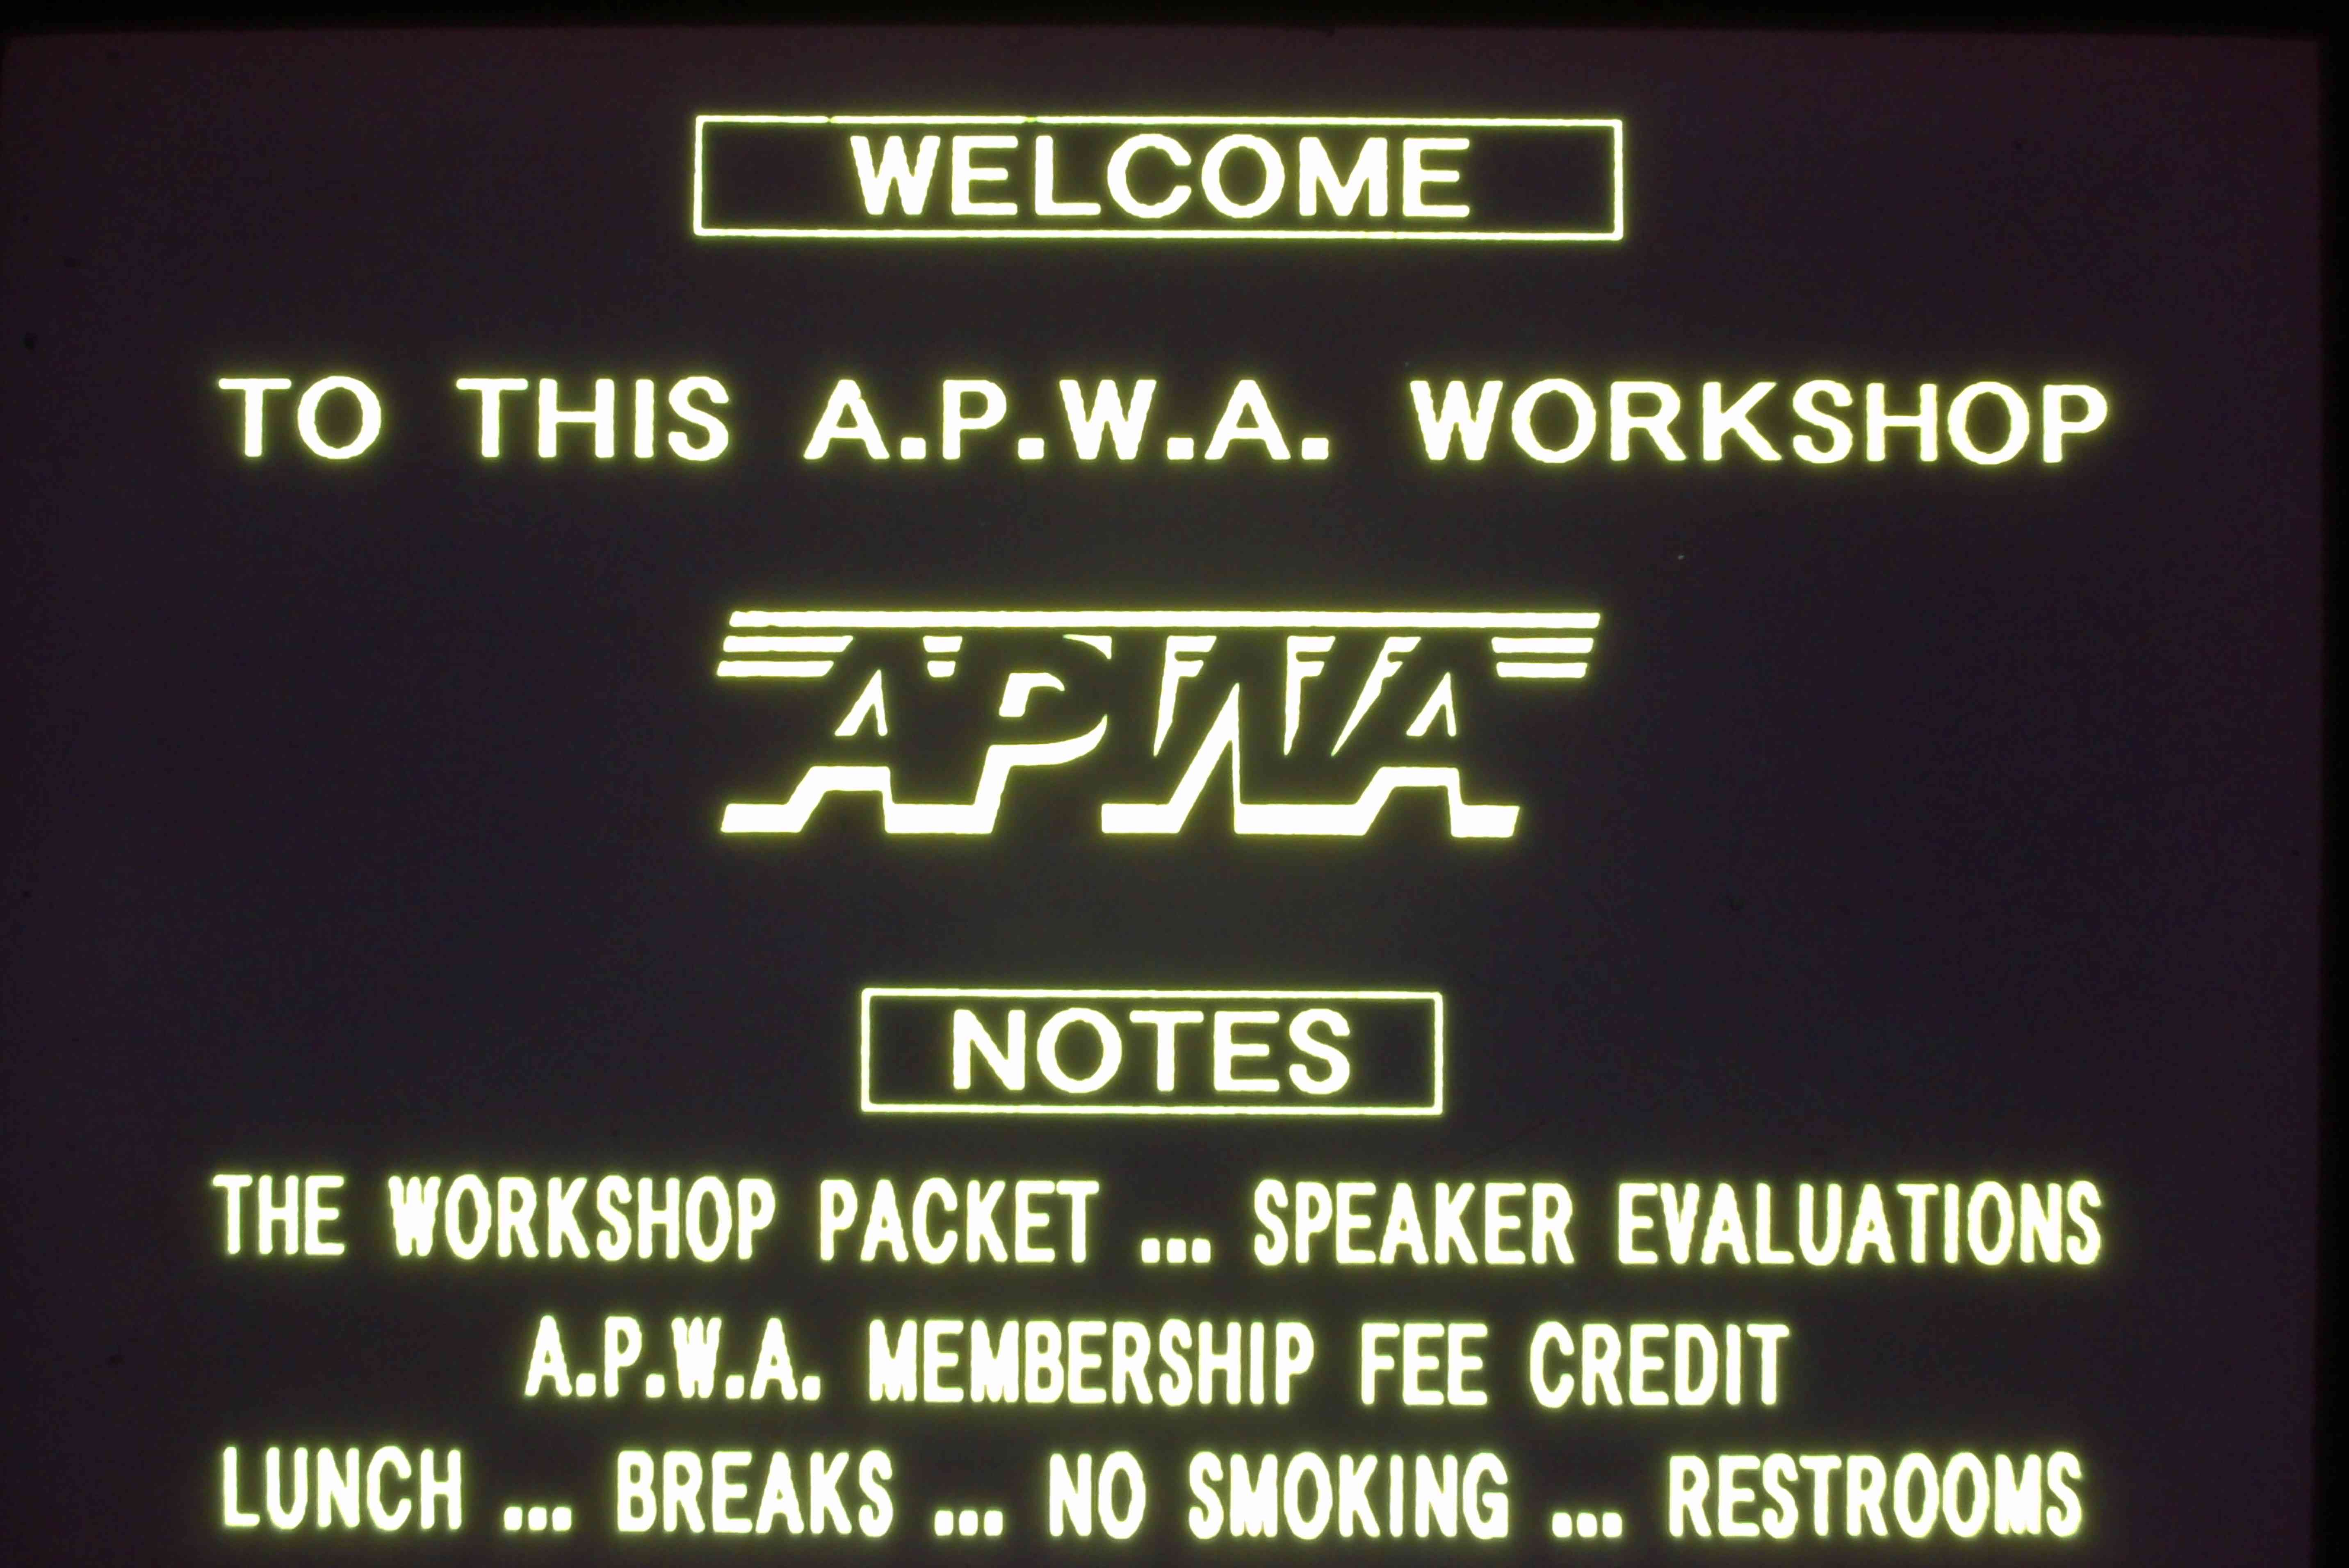 WELCOME
TO THIS A.P.W.A. WORKSHOP
APWA
NOTES
THE WORKSHOP PACKET ... SPEAKER EVALUATIONS
A.P.W.A. MEMBERSHIP FEE CREDIT
LUNCH ... BREAKS ... NO SMOKING ... RESTROOMS